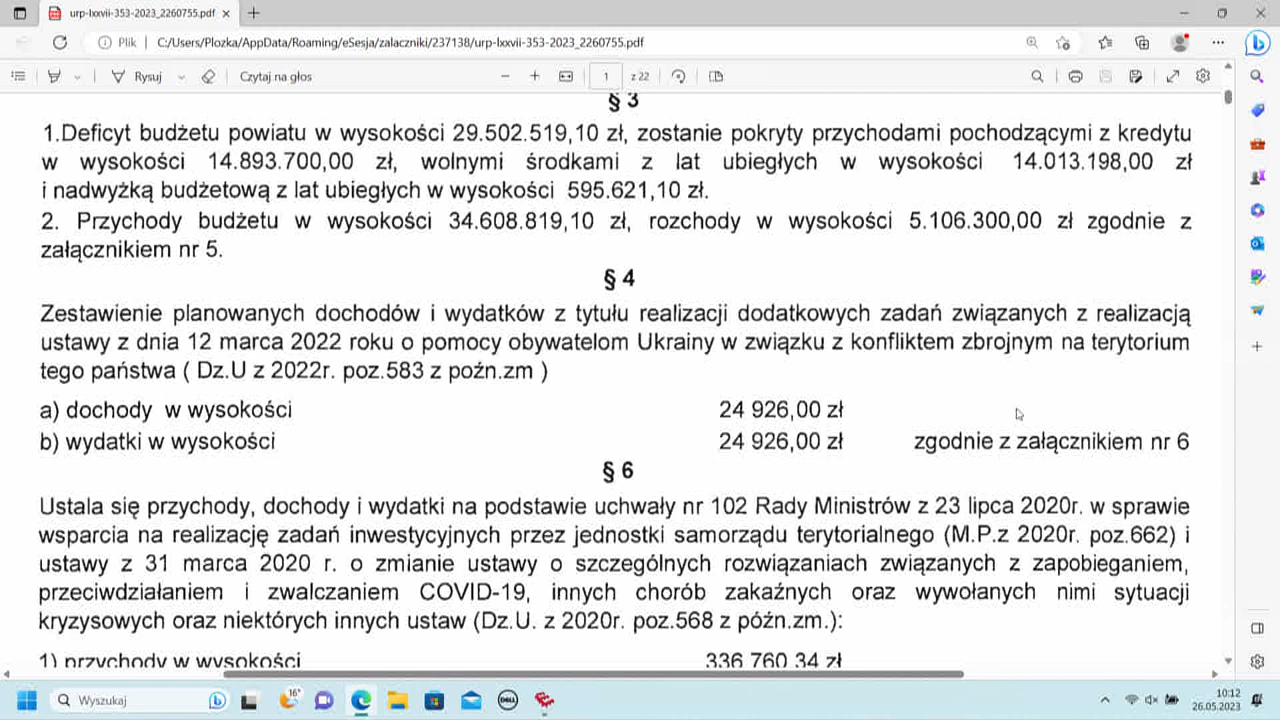 urp-lxxvii-353-2023_2260755.pdf
Plik | C:/Users/Plozka/AppData/Roaming/eSesja/zalaczniki/237138/urp-lxxvii-353-2023_2260755.pdf
Rysuj Czytaj na głos 1 z 22
§ 3
1.Deficyt budżetu powiatu w wysokości 29.502.519,10 zł, zostanie pokryty przychodami pochodzącymi z kredytu
w wysokości 14.893.700,00 zł, wolnymi środkami z lat ubiegłych w wysokości 14.013.198,00 zł
i nadwyżką budżetową z lat ubiegłych w wysokości 595.621,10 zł.
2. Przychody budżetu w wysokości 34.608.819,10 zł, rozchody w wysokości 5.106.300,00 zł zgodnie z
załącznikiem nr 5.
§ 4
Zestawienie planowanych dochodów i wydatków z tytułu realizacji dodatkowych zadań związanych z realizacją
ustawy z dnia 12 marca 2022 roku o pomocy obywatelom Ukrainy w związku z konfliktem zbrojnym na terytorium
tego państwa ( Dz.U z 2022r. poz.583 z poźn.zm )
a) dochody w wysokości 24 926,00 zł
b) wydatki w wysokości 24 926,00 zł zgodnie z załącznikiem nr 6
§ 6
Ustala się przychody, dochody i wydatki na podstawie uchwały nr 102 Rady Ministrów z 23 lipca 2020r. w sprawie
wsparcia na realizację zadań inwestycyjnych przez jednostki samorządu terytorialnego (M.P.z 2020r. poz.662) i
ustawy z 31 marca 2020 r. o zmianie ustawy o szczególnych rozwiązaniach związanych z zapobieganiem,
przeciwdziałaniem i zwalczaniem COVID-19, innych chorób zakaźnych oraz wywołanych nimi sytuacji
kryzysowych oraz niektórych innych ustaw (Dz.U. z 2020r. poz.568 z późn.zm.):
1) przychody w wysokości 336 760,34 zł
Wyszukaj 16° DELL 10:12
26.05.2023